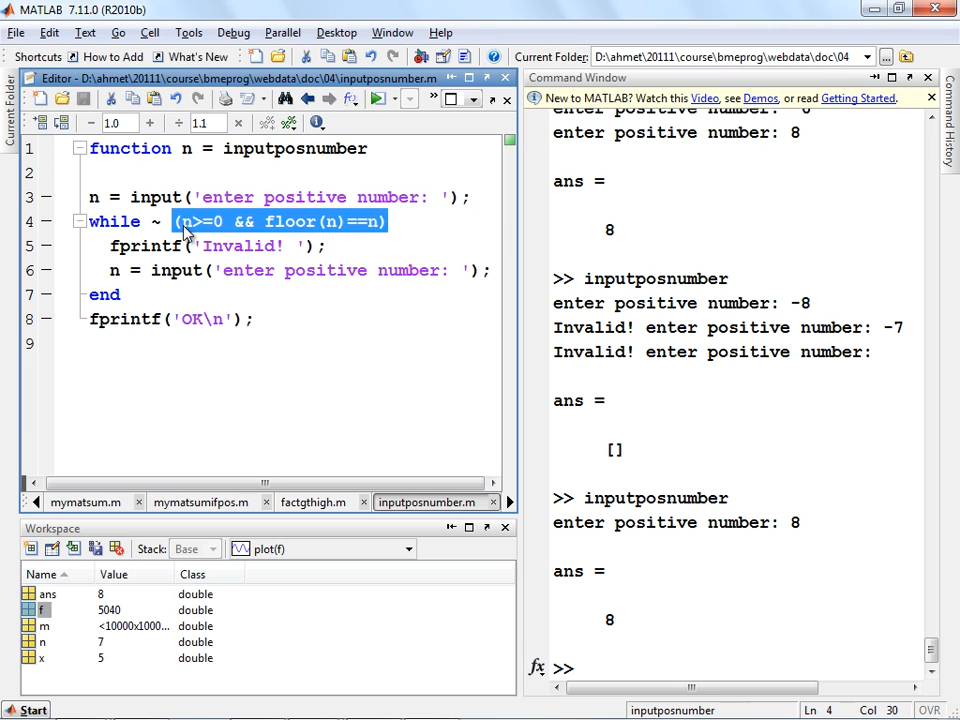 MATLAB 7.11.0 (R2010b)
File Edit Text Go Cell Tools Debug Parallel Desktop Window Help
Shortcuts How to Add What's New Current Folder: D:\ahmet\20111\course\bmeprog\webdata\doc\04
Current Folder
Editor - D:\ahmet\20111\course\bmeprog\webdata\doc\04\inputposnumber.m
1.0 1.1
1 function n = inputposnumber
2
3 n = input('enter positive number: ');
4 while ~ (n>=0 && floor(n)==n)
5 fprintf('Invalid! ');
6 n = input('enter positive number: ');
7 end
8 fprintf('OK\n');
9
mymatsum.m mymatsumifpos.m factgthigh.m inputposnumber.m
Workspace
Stack: Base plot(f)
Name Value Class
ans 8 double
f 5040 double
m <10000x1000... double
n 7 double
x 5 double
Command Window
New to MATLAB? Watch this Video, see Demos, or read Getting Started.
enter positive number: 8
ans =
8
>> inputposnumber
enter positive number: -8
Invalid! enter positive number: -7
Invalid! enter positive number:
ans =
[]
>> inputposnumber
enter positive number: 8
ans =
8
fx >>
Command History
Start inputposnumber Ln 4 Col 30 OVR